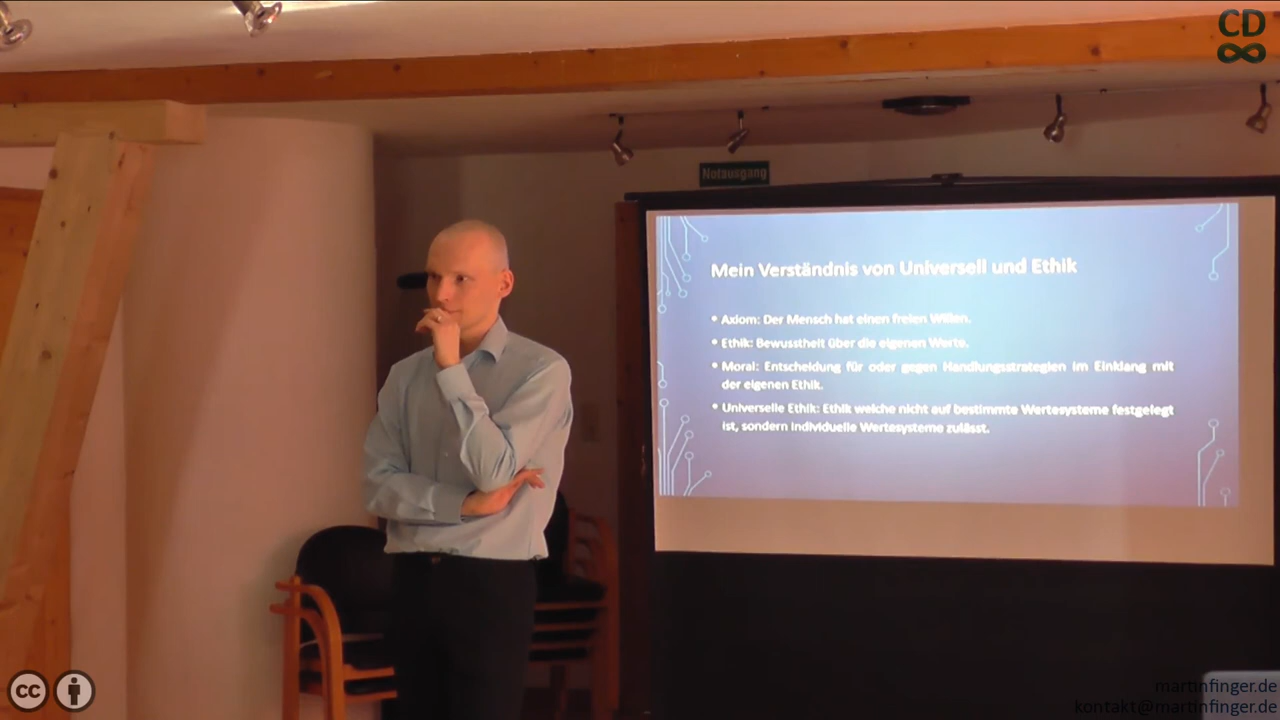 CD
Notausgang
Mein Verständnis von Universell und Ethik
• Axiom: Der Mensch hat einen freien Willen.
• Ethik: Bewusstheit über die eigenen Werte.
• Moral: Entscheidung für oder gegen Handlungsstrategien im Einklang mit
der eigenen Ethik.
• Universelle Ethik: Ethik welche nicht auf bestimmte Wertesysteme festgelegt
ist, sondern individuelle Wertesysteme zulässt.
cc
martinfinger.de
kontakt@martinfinger.de